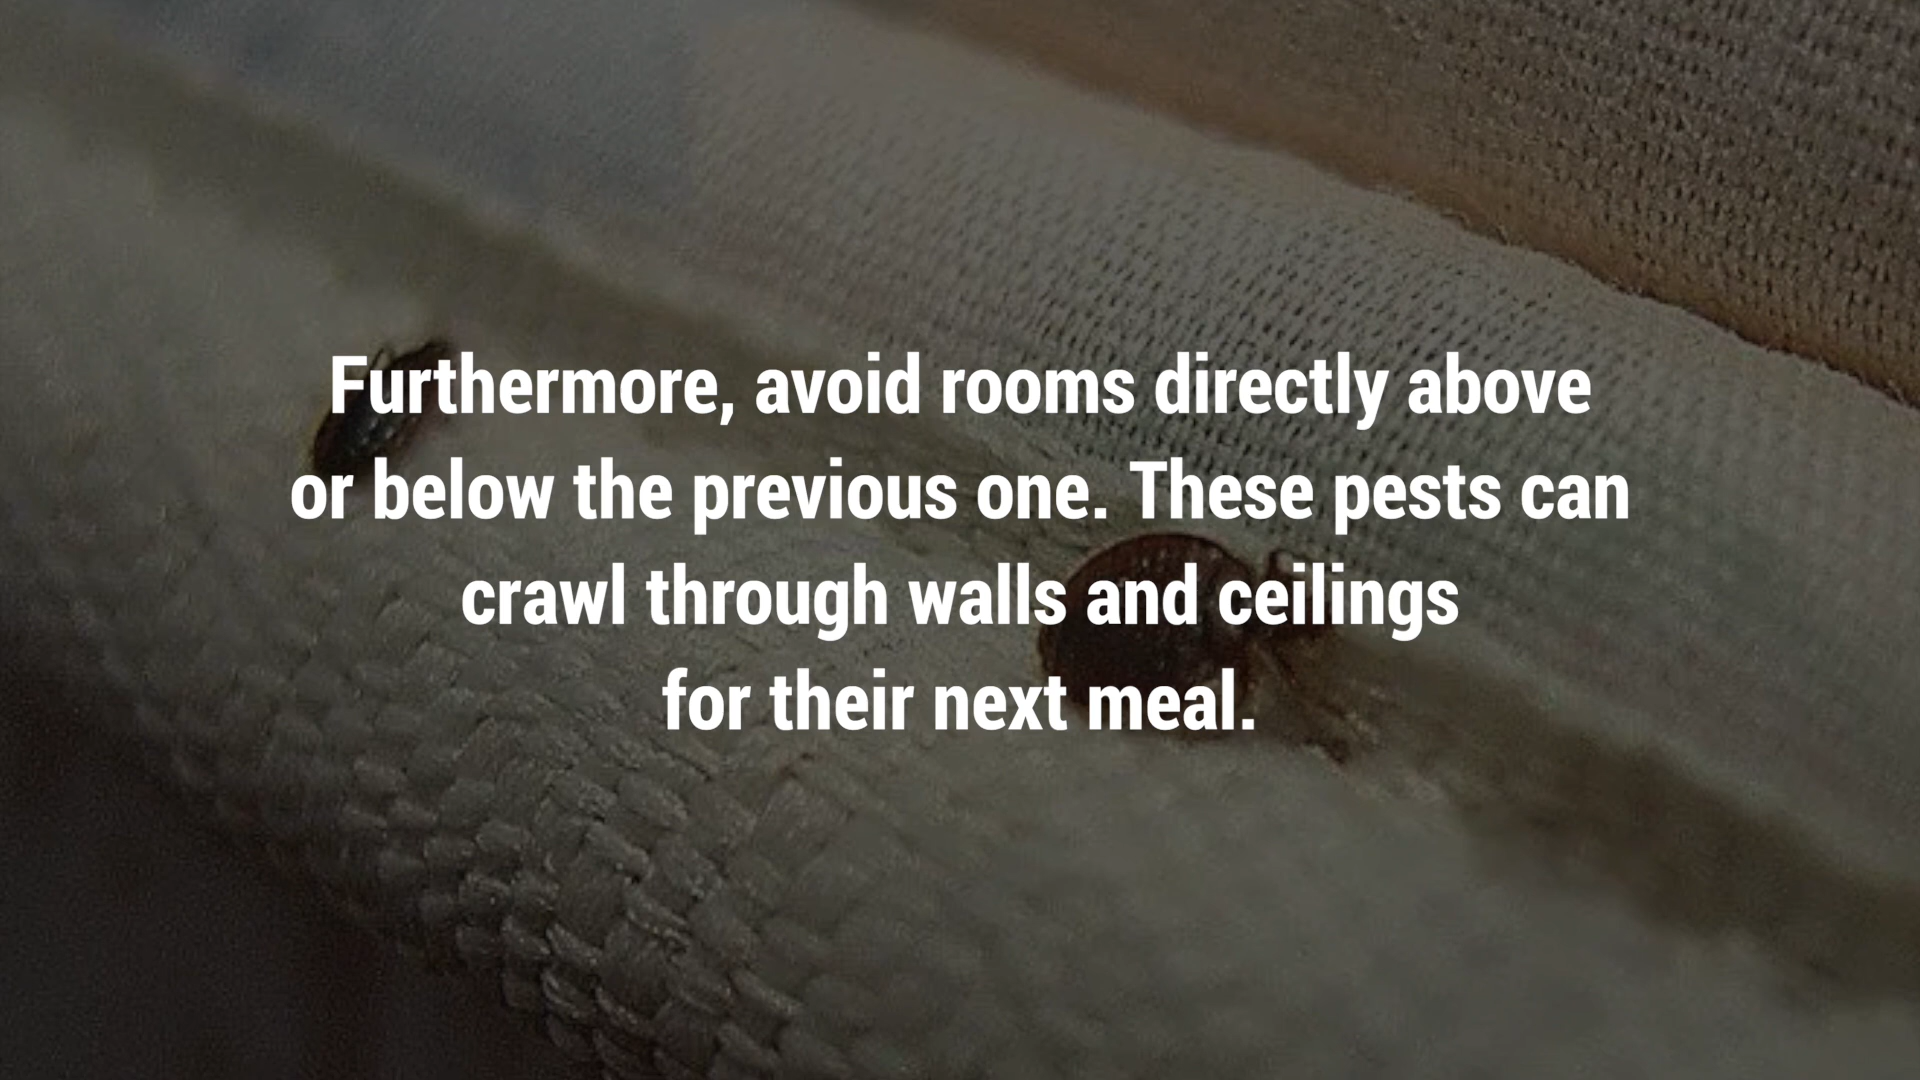 Furthermore, avoid rooms directly above
or below the previous one. These pests can
crawl through walls and ceilings
for their next meal.